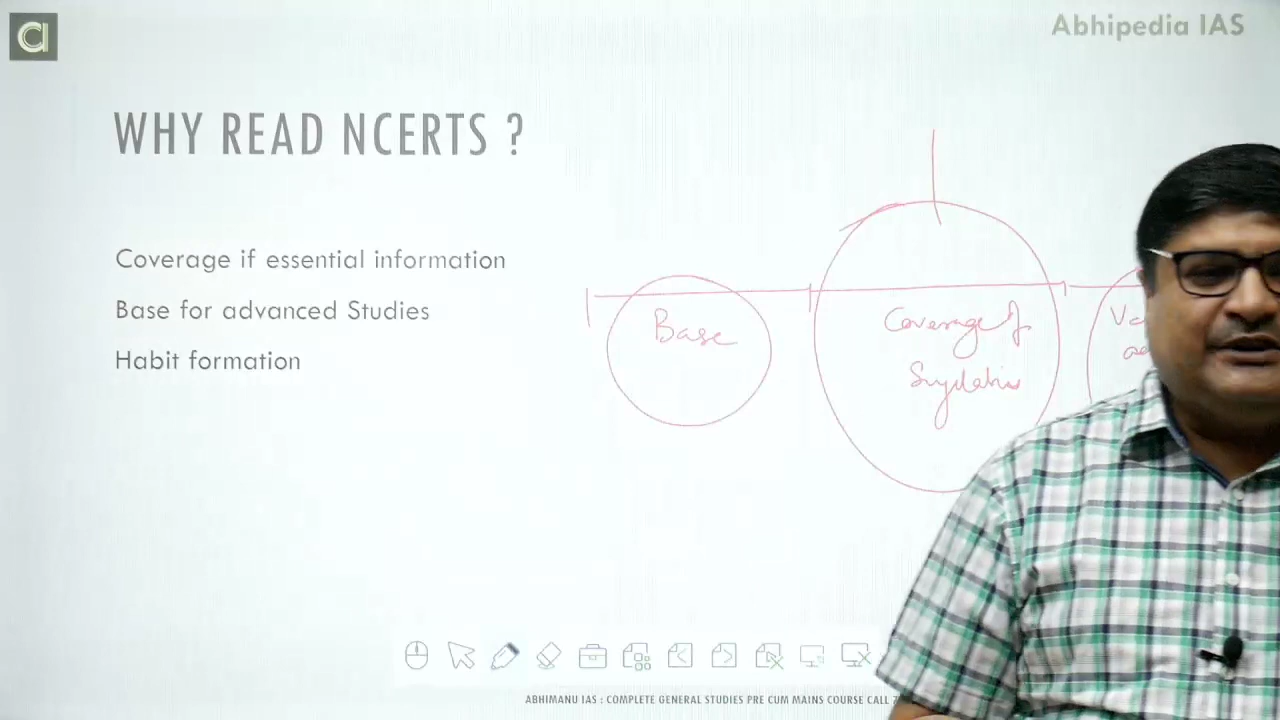 Abhipedia IAS
WHY READ NCERTS ?
Coverage if essential information
Base for advanced Studies
Habit formation
Base
Coverage of
Syllabus
ABHIMANU IAS : COMPLETE GENERAL STUDIES PRE CUM MAINS COURSE CALL 7